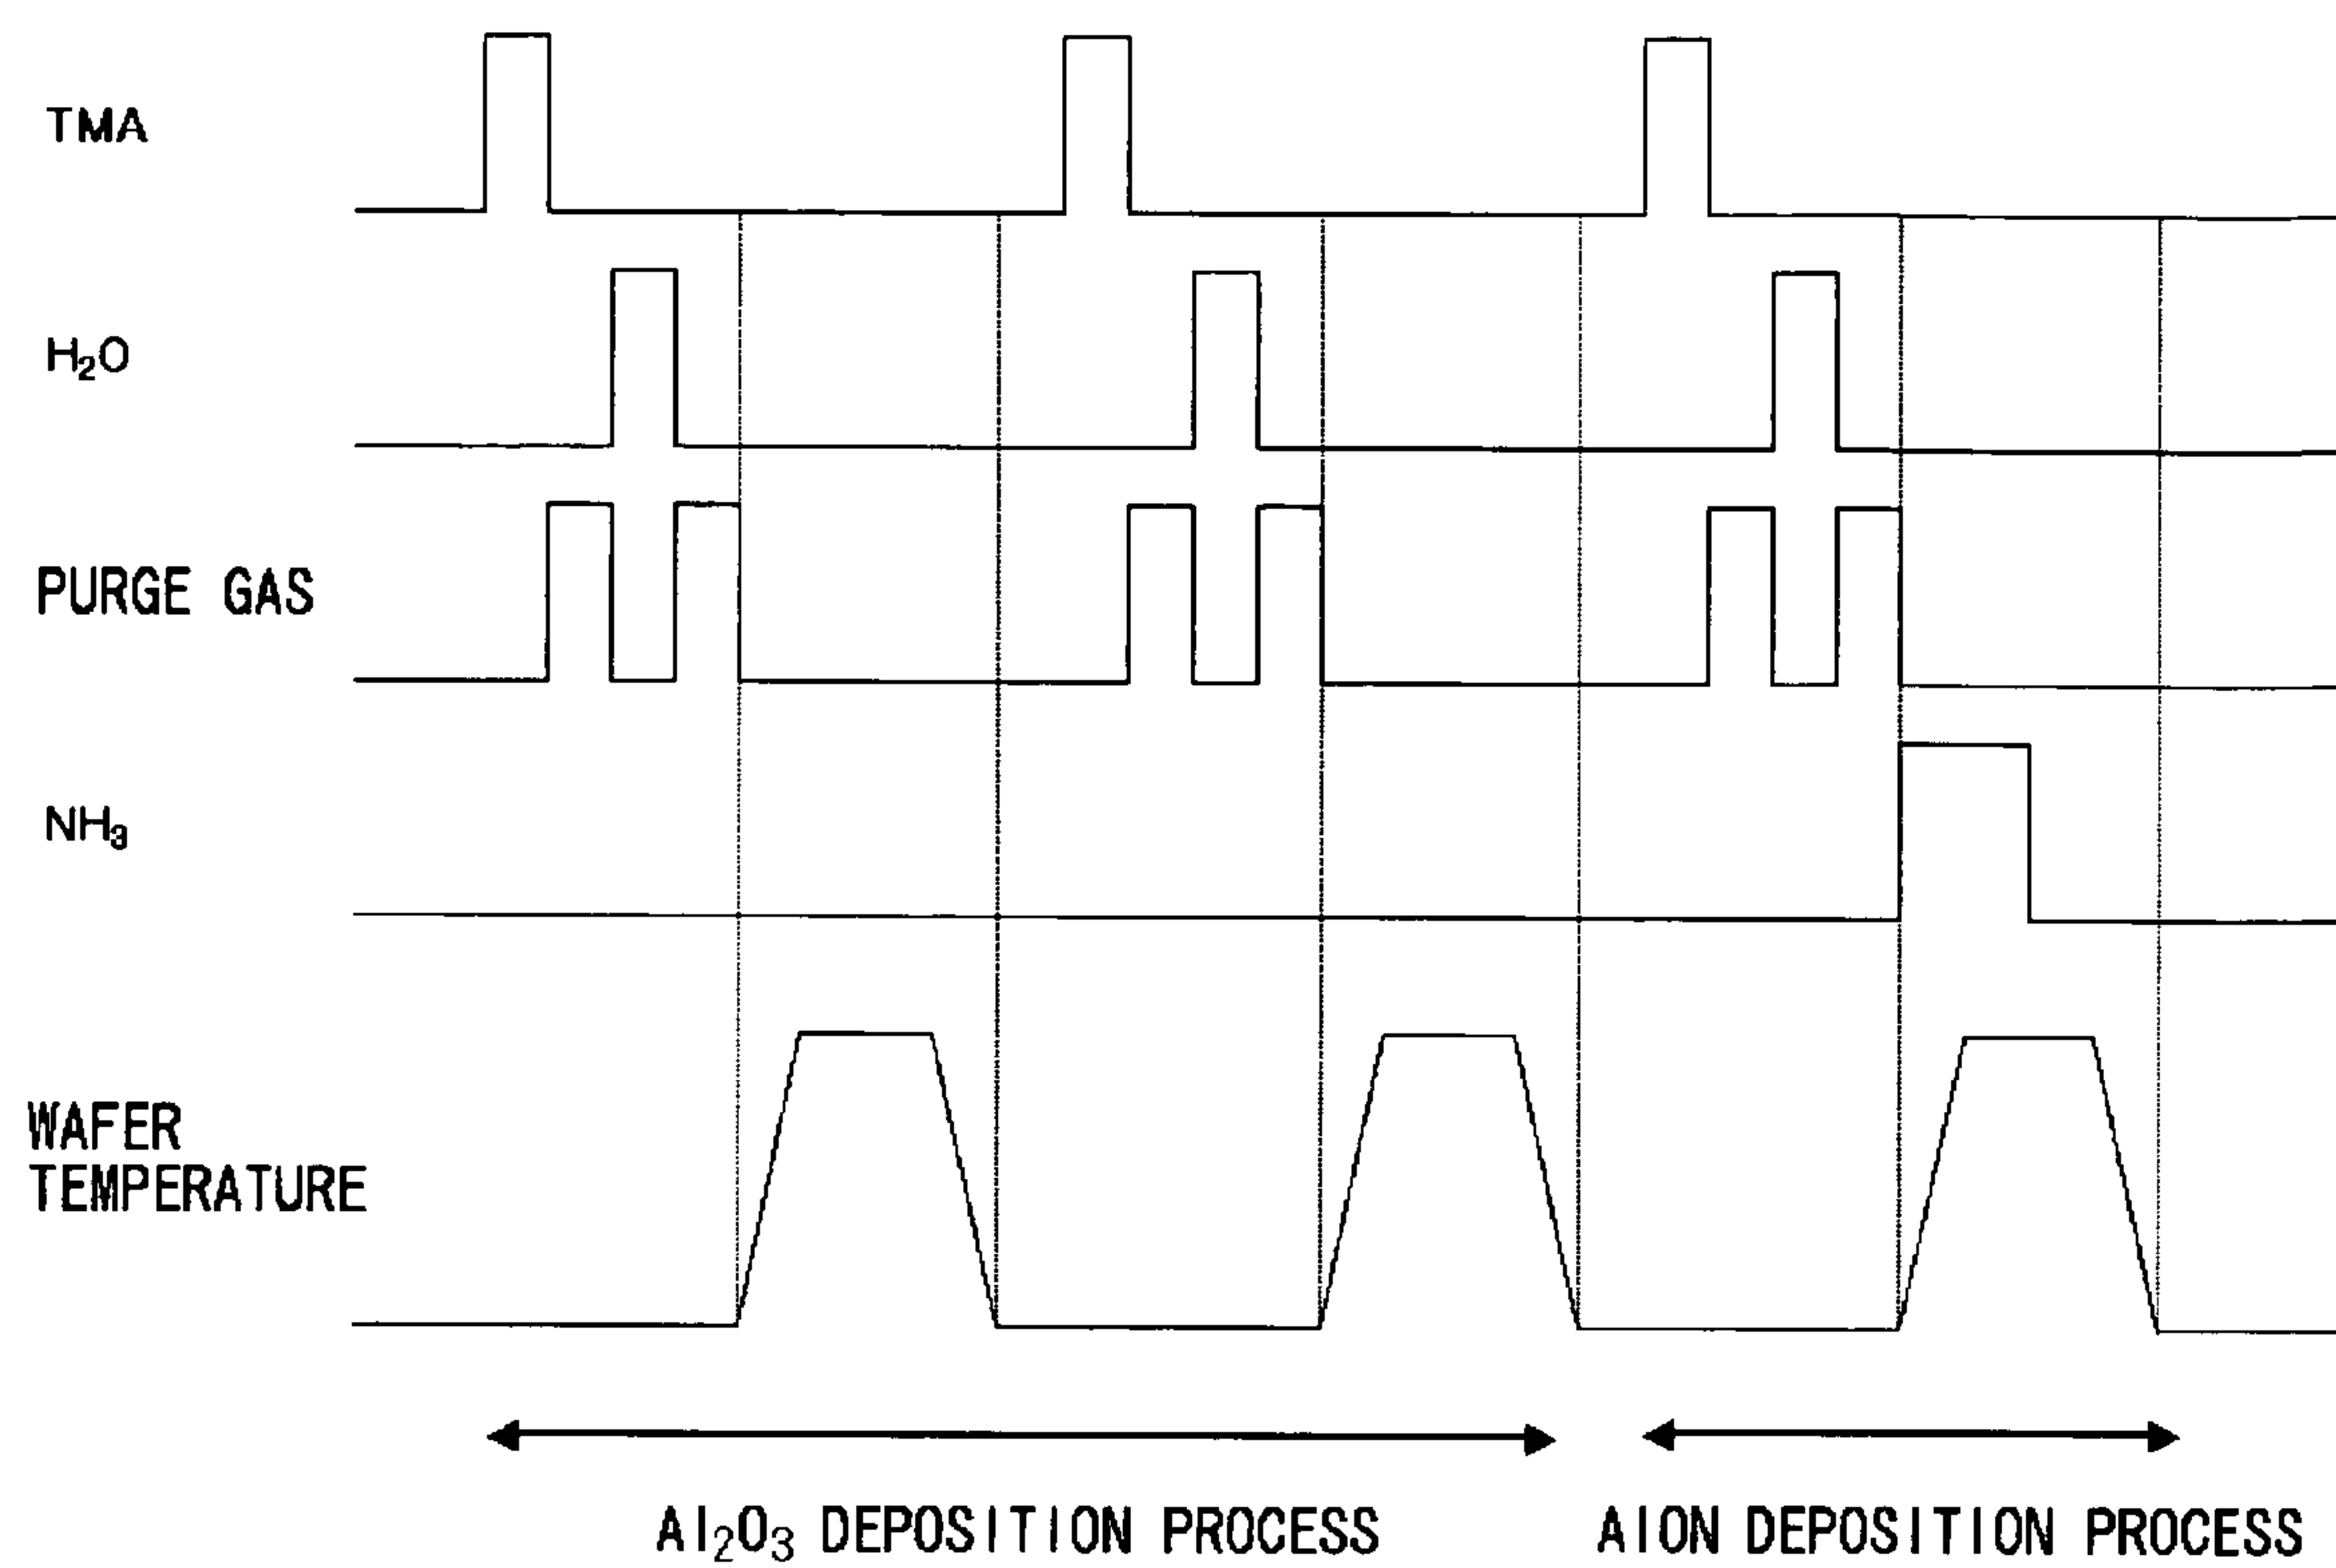 TMA
H₂O
PURGE GAS
NH₃
WAFER
TEMPERATURE
Al₂O₃ DEPOSITION PROCESS
AlON DEPOSITION PROCESS